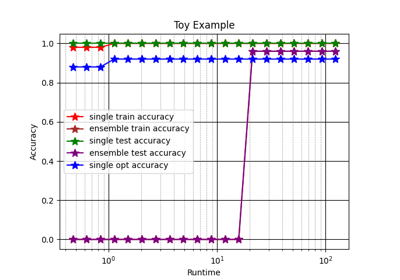 Toy Example
1.0
0.8
0.6
0.4
0.2
0.0
Accuracy
single train accuracy
ensemble train accuracy
single test accuracy
ensemble test accuracy
single opt accuracy
10⁰
10¹
10²
Runtime